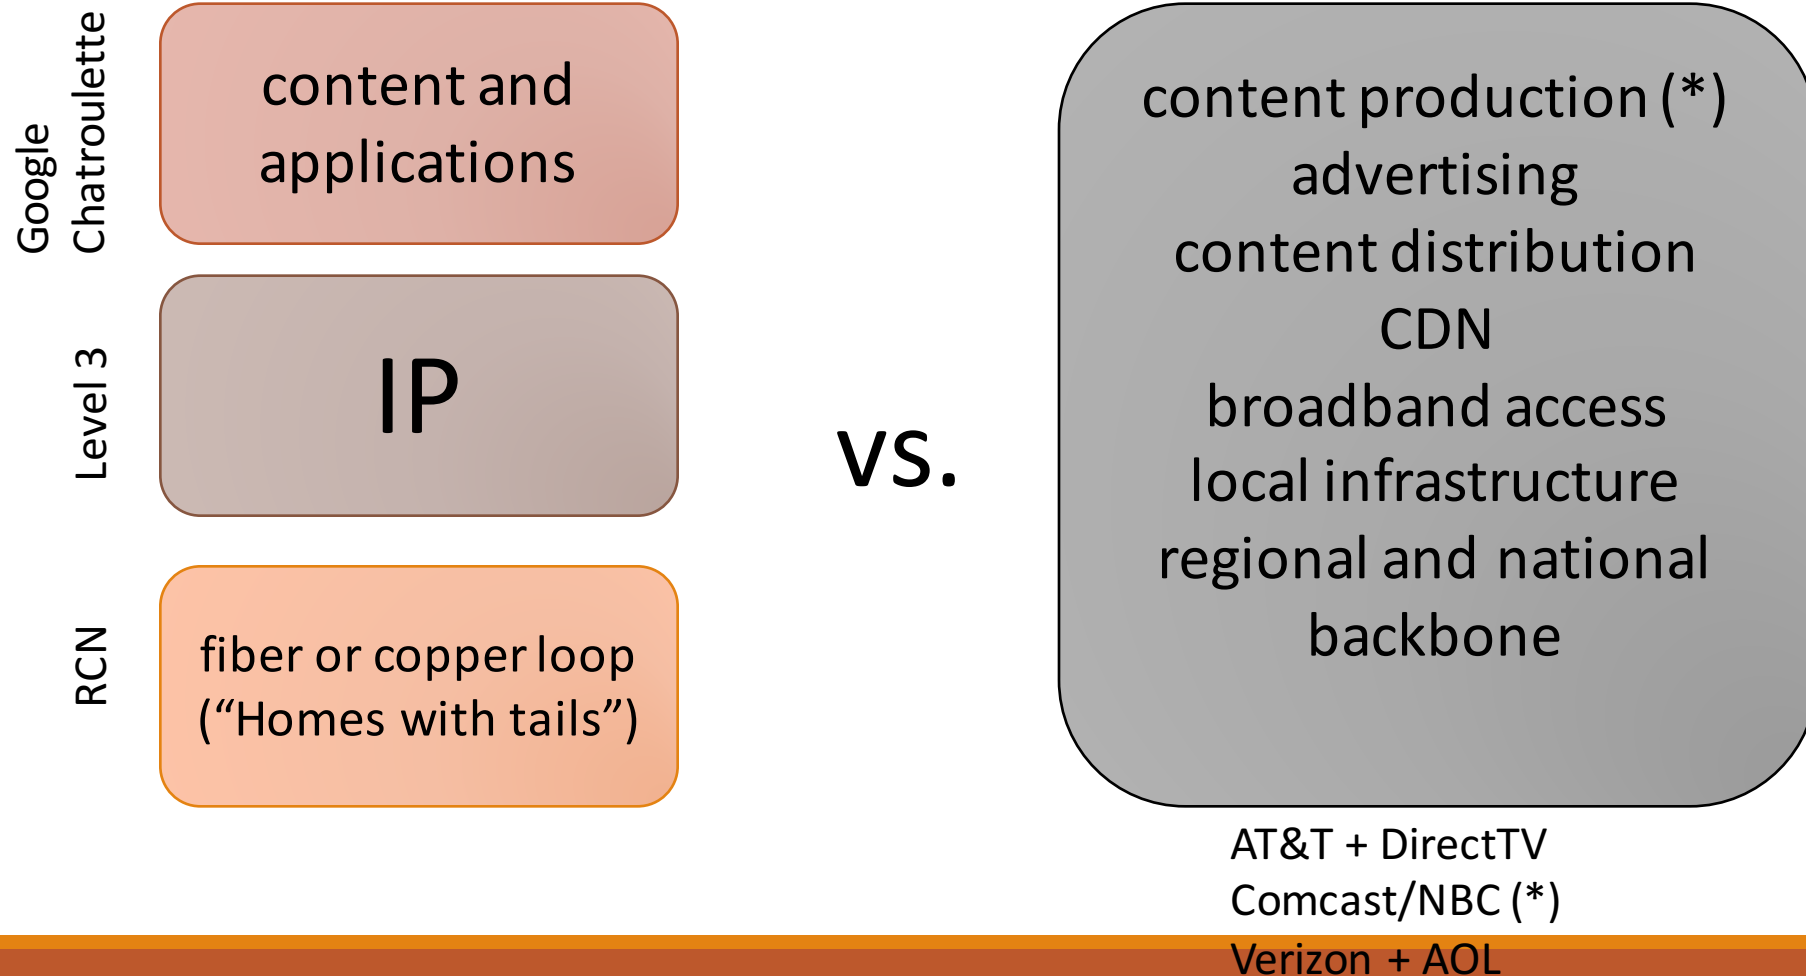 Google
Chatroulette
content and
applications
Level 3
IP
RCN
fiber or copper loop
(“Homes with tails”)
vs.
content production (*)
advertising
content distribution
CDN
broadband access
local infrastructure
regional and national
backbone
AT&T + DirectTV
Comcast/NBC (*)
Verizon + AOL